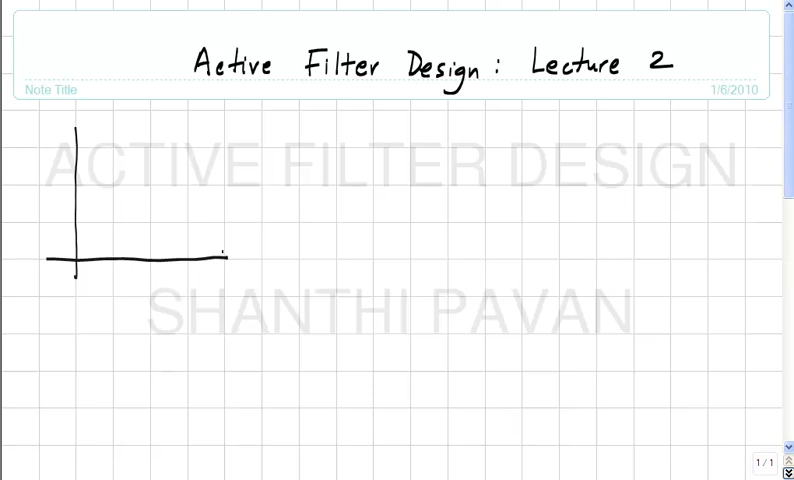 Active Filter Design : Lecture 2
Note Title
1/6/2010
ACTIVE FILTER DESIGN
SHANTHI PAVAN
1 / 1